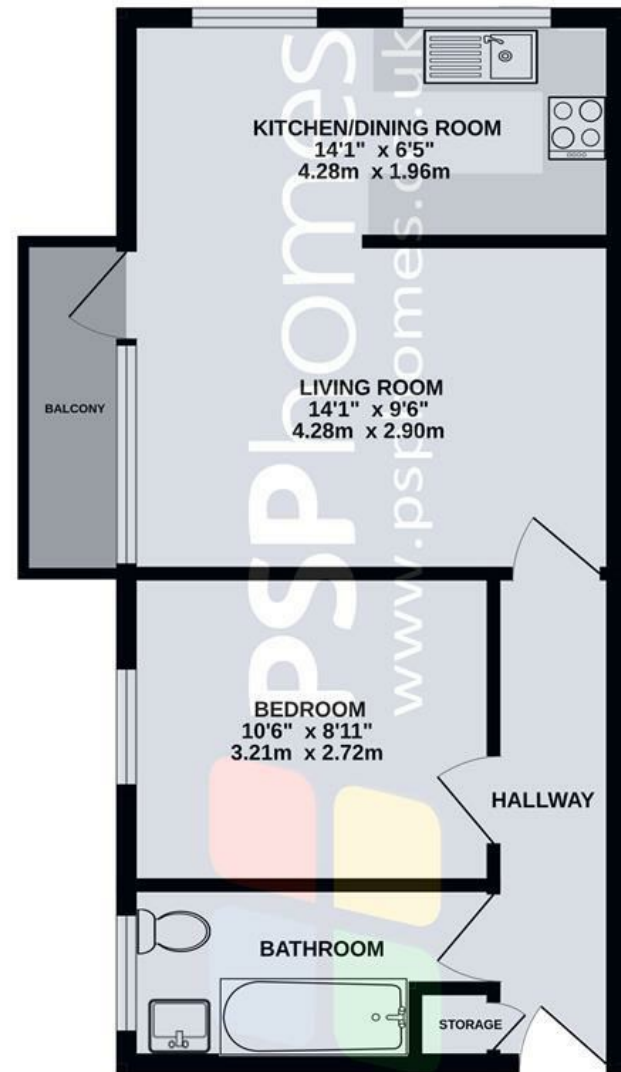 KITCHEN/DINING ROOM
14'1" x 6'5"
4.28m x 1.96m
LIVING ROOM
14'1" x 9'6"
4.28m x 2.90m
BALCONY
BEDROOM
10'6" x 8'11"
3.21m x 2.72m
HALLWAY
BATHROOM
STORAGE
PSPhomes
www.psphomes.co.uk